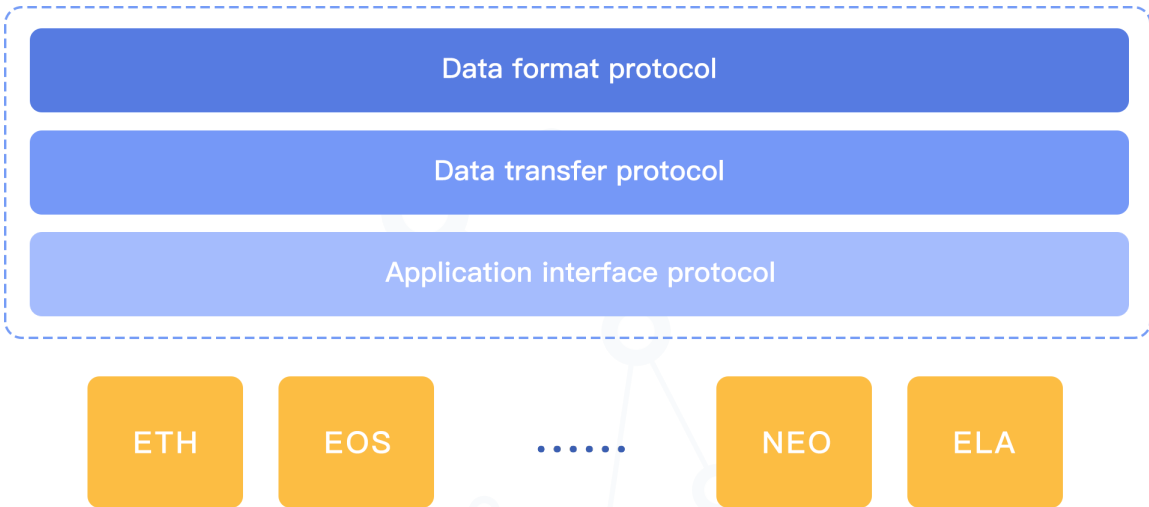 Data format protocol
Data transfer protocol
Application interface protocol
ETH EOS ...... NEO ELA